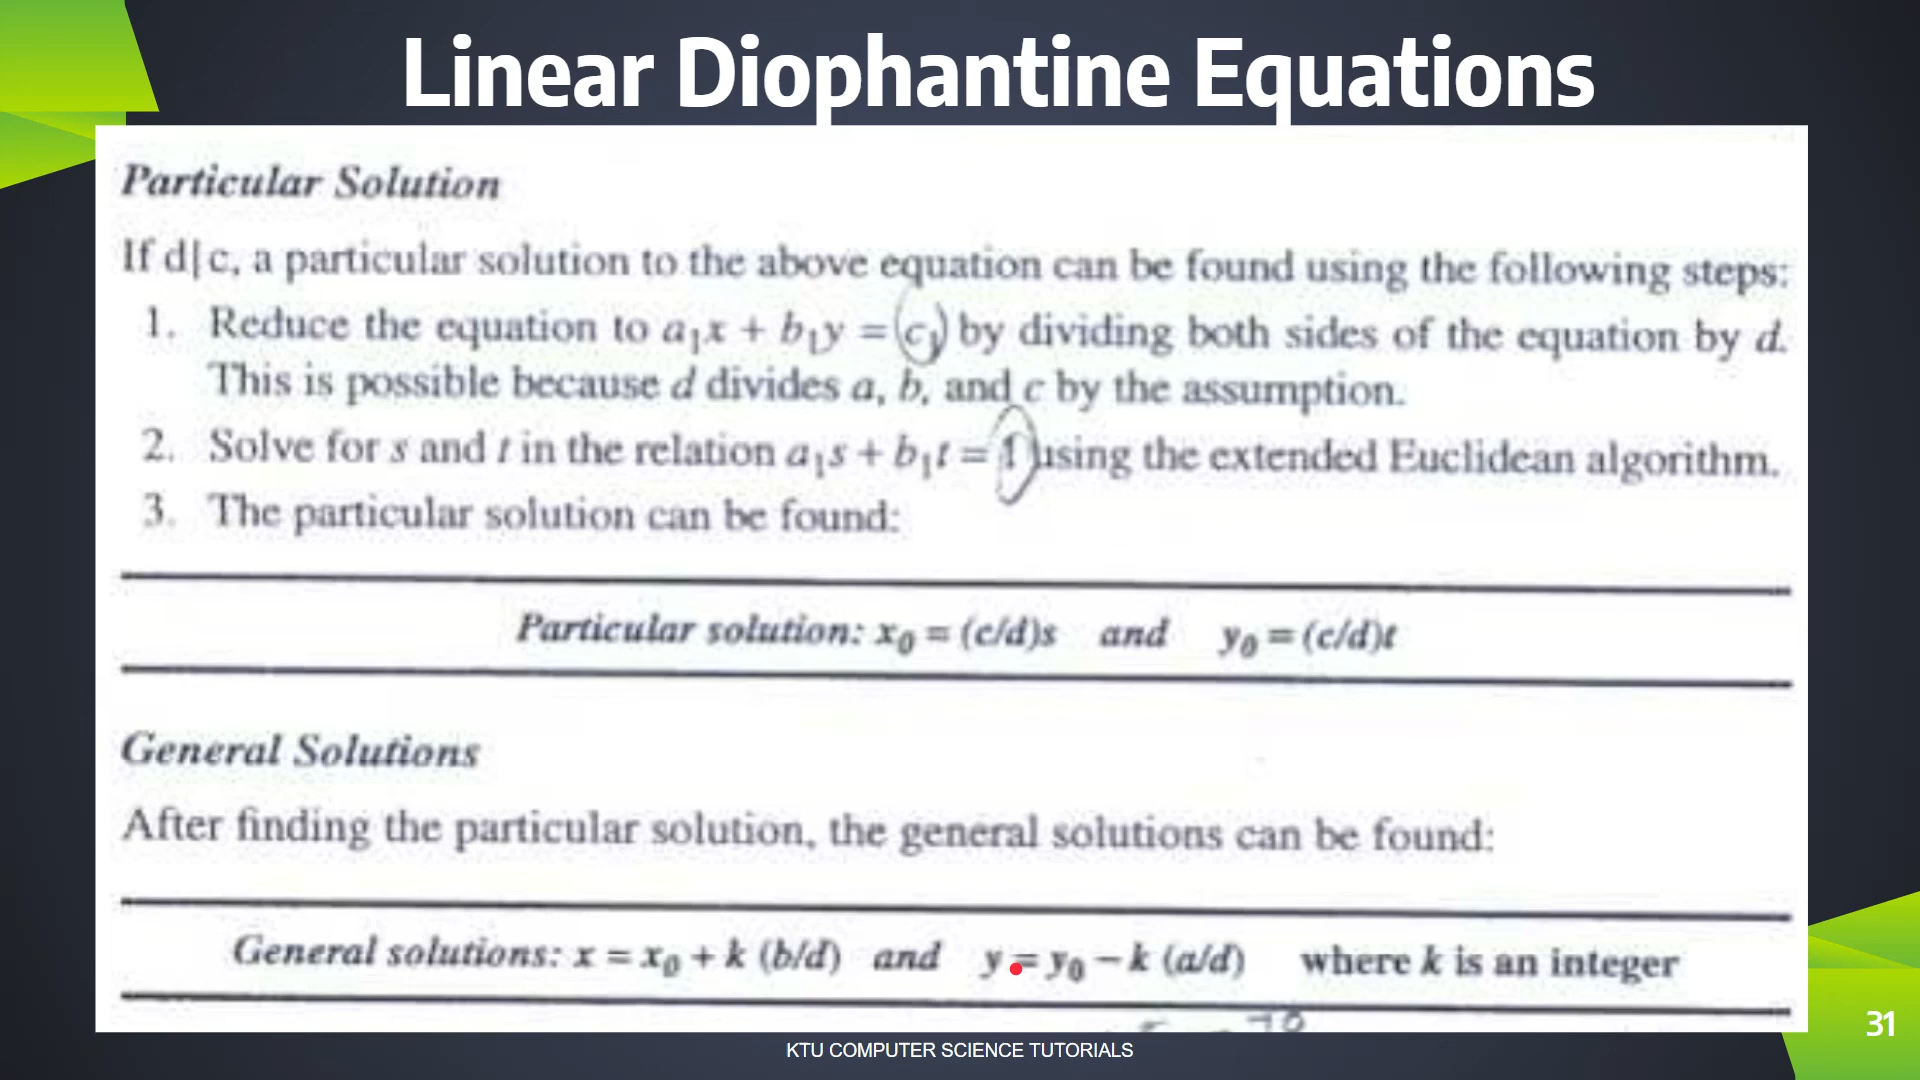 Linear Diophantine Equations
Particular Solution
If d|c, a particular solution to the above equation can be found using the following steps:
1. Reduce the equation to a₁x + b₁y = c₁ by dividing both sides of the equation by d.
This is possible because d divides a, b, and c by the assumption.
2. Solve for s and t in the relation a₁s + b₁t = 1 using the extended Euclidean algorithm.
3. The particular solution can be found:
Particular solution: x₀ = (c/d)s and y₀ = (c/d)t
General Solutions
After finding the particular solution, the general solutions can be found:
General solutions: x = x₀ + k (b/d) and y = y₀ − k (a/d) where k is an integer
31
KTU COMPUTER SCIENCE TUTORIALS